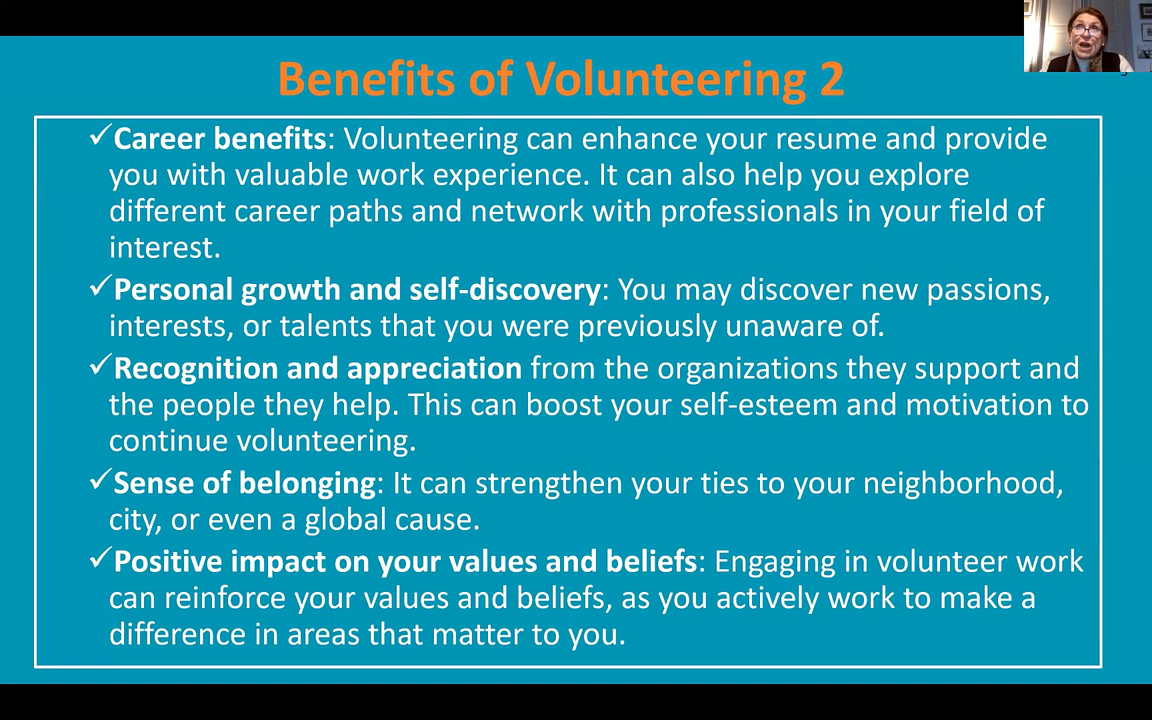 Benefits of Volunteering 2
✓Career benefits: Volunteering can enhance your resume and provide
you with valuable work experience. It can also help you explore
different career paths and network with professionals in your field of
interest.
✓Personal growth and self-discovery: You may discover new passions,
interests, or talents that you were previously unaware of.
✓Recognition and appreciation from the organizations they support and
the people they help. This can boost your self-esteem and motivation to
continue volunteering.
✓Sense of belonging: It can strengthen your ties to your neighborhood,
city, or even a global cause.
✓Positive impact on your values and beliefs: Engaging in volunteer work
can reinforce your values and beliefs, as you actively work to make a
difference in areas that matter to you.